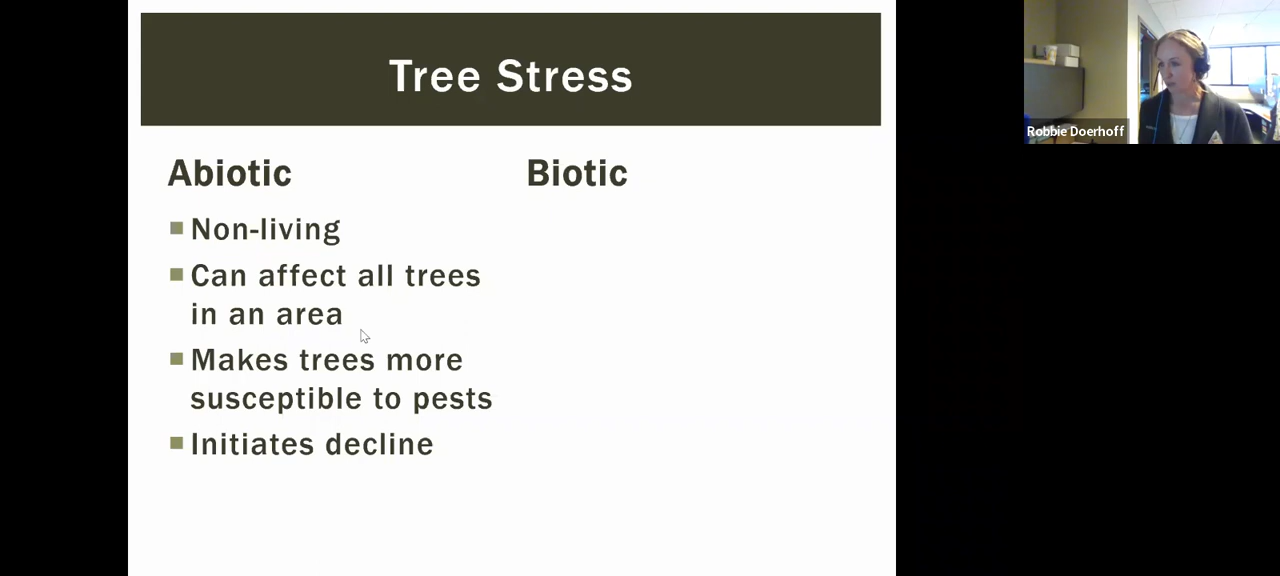 Tree Stress
Abiotic
Non-living
Can affect all trees
in an area
Makes trees more
susceptible to pests
Initiates decline
Biotic
Robbie Doerhoff